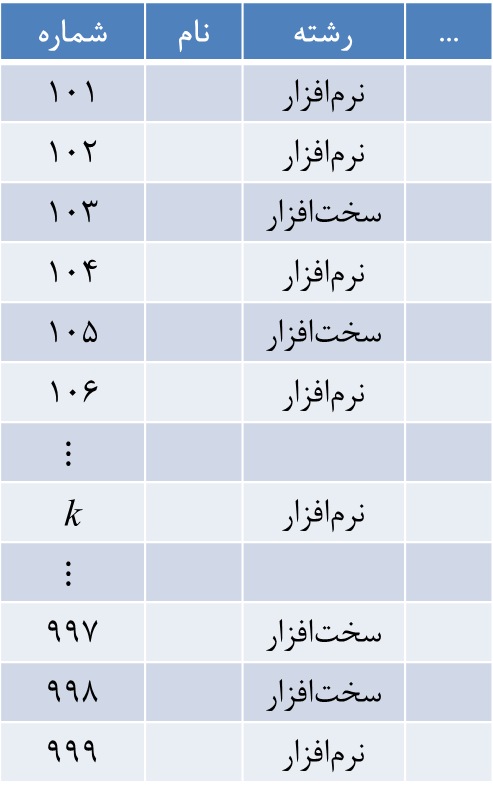 شماره نام رشته ...
۱۰۱ نرم‌افزار
۱۰۲ نرم‌افزار
۱۰۳ سخت‌افزار
۱۰۴ نرم‌افزار
۱۰۵ سخت‌افزار
۱۰۶ نرم‌افزار
⋮
k نرم‌افزار
⋮
۹۹۷ سخت‌افزار
۹۹۸ سخت‌افزار
۹۹۹ نرم‌افزار